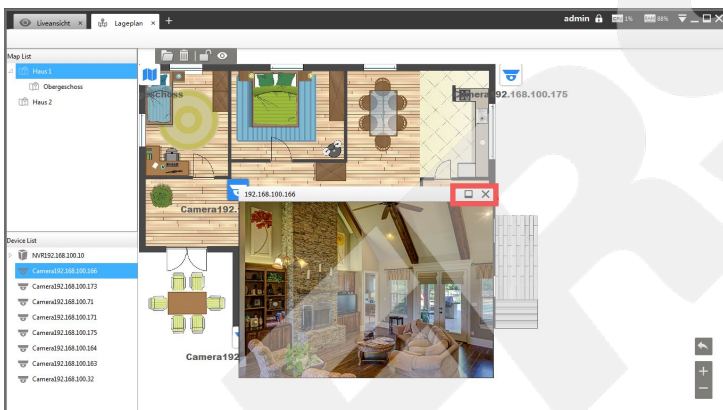 Liveansicht ×
Lageplan ×
+
admin
CPU 1%
88%
Map List
Haus 1
Obergeschoss
Haus 2
schoss
192.168.100.175
192.168.100.166
Camera192.
Camera192
Device List
NVR192.168.100.10
Camera192.168.100.166
Camera192.168.100.173
Camera192.168.100.71
Camera192.168.100.171
Camera192.168.100.175
Camera192.168.100.164
Camera192.168.100.163
Camera192.168.100.32